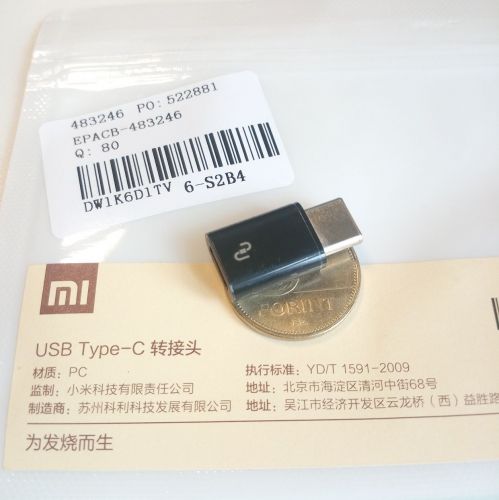 483246 PO: 522881
EPACB-483246
Q: 80
DW1K6D1TV 6-S2B4
FORINT
mi
USB Type-C 转接头
材质: PC
监制: 小米科技有限责任公司
制造商: 苏州科利科技发展有限公司
执行标准: YD/T 1591-2009
地址: 北京市海淀区清河中街68号
地址: 吴江市经济开发区云龙桥（西）益胜路
为发烧而生